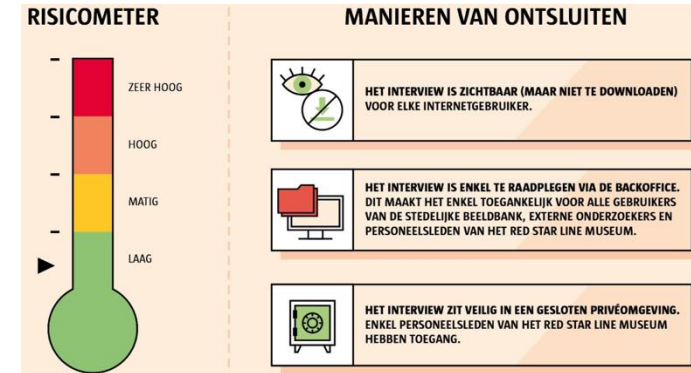 RISICOMETER
ZEER HOOG
HOOG
MATIG
LAAG
MANIEREN VAN ONTSLUITEN
HET INTERVIEW IS ZICHTBAAR (MAAR NIET TE DOWNLOADEN)
VOOR ELKE INTERNETGEBRUIKER.
HET INTERVIEW IS ENKEL TE RAADPLEGEN VIA DE BACKOFFICE.
DIT MAAKT HET ENKEL TOEGANKELIJK VOOR ALLE GEBRUIKERS
VAN DE STEDELIJKE BEELDBANK, EXTERNE ONDERZOEKERS EN
PERSONEELSLEDEN VAN HET RED STAR LINE MUSEUM.
HET INTERVIEW ZIT VEILIG IN EEN GESLOTEN PRIVÉOMGEVING.
ENKEL PERSONEELSLEDEN VAN HET RED STAR LINE MUSEUM
HEBBEN TOEGANG.